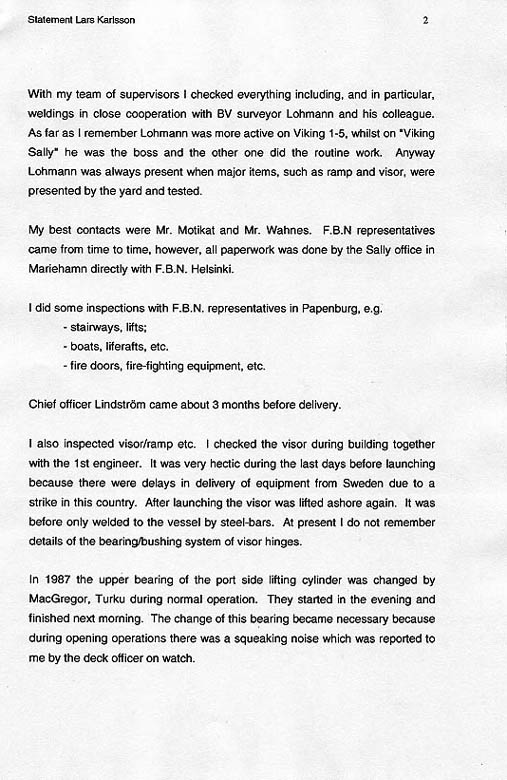 Statement Lars Karlsson 2
With my team of supervisors I checked everything including, and in particular,
weldings in close cooperation with BV surveyor Lohmann and his colleague.
As far as I remember Lohmann was more active on Viking 1-5, whilst on "Viking
Sally" he was the boss and the other one did the routine work. Anyway
Lohmann was always present when major items, such as ramp and visor, were
presented by the yard and tested.
My best contacts were Mr. Motikat and Mr. Wahnes. F.B.N representatives
came from time to time, however, all paperwork was done by the Sally office in
Mariehamn directly with F.B.N. Helsinki.
I did some inspections with F.B.N. representatives in Papenburg, e.g.
- stairways, lifts;
- boats, liferafts, etc.
- fire doors, fire-fighting equipment, etc.
Chief officer Lindström came about 3 months before delivery.
I also inspected visor/ramp etc. I checked the visor during building together
with the 1st engineer. It was very hectic during the last days before launching
because there were delays in delivery of equipment from Sweden due to a
strike in this country. After launching the visor was lifted ashore again. It was
before only welded to the vessel by steel-bars. At present I do not remember
details of the bearing/bushing system of visor hinges.
In 1987 the upper bearing of the port side lifting cylinder was changed by
MacGregor, Turku during normal operation. They started in the evening and
finished next morning. The change of this bearing became necessary because
during opening operations there was a squeaking noise which was reported to
me by the deck officer on watch.